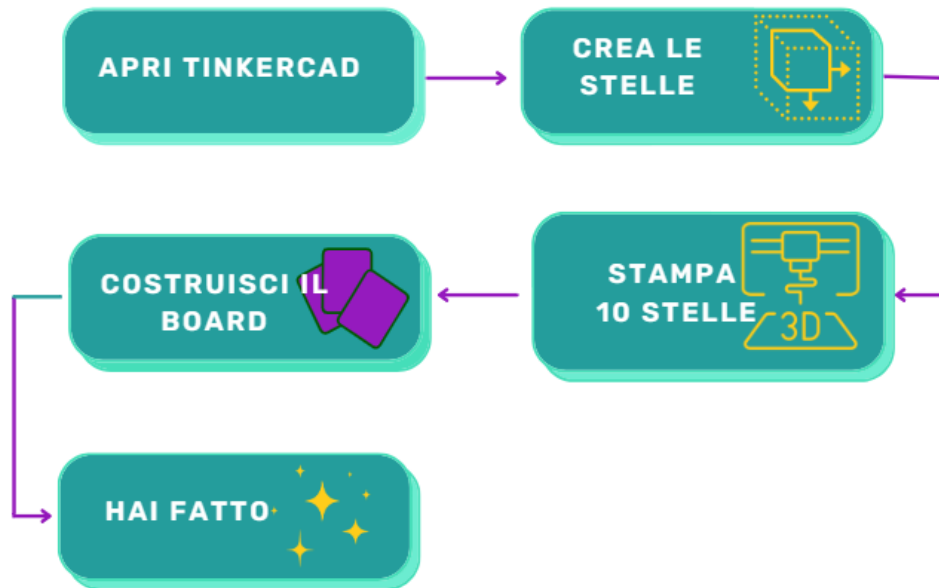 APRI TINKERCAD
CREA LE
STELLE
STAMPA
10 STELLE
3D
COSTRUISCI IL
BOARD
HAI FATTO